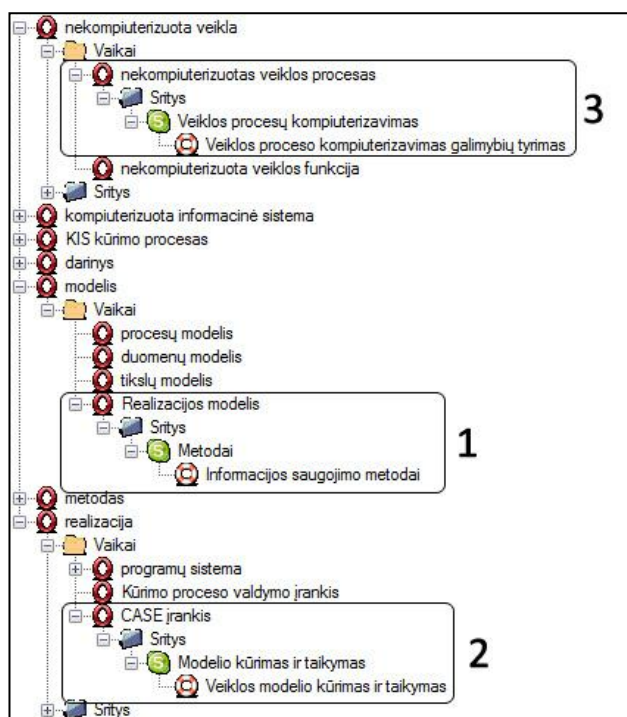 nekompiuterizuota veikla
Vaikai
nekompiuterizuotas veiklos procesas
Sritys
S Veiklos procesų kompiuterizavimas
C Veiklos proceso kompiuterizavimas galimybių tyrimas
3
nekompiuterizuota veiklos funkcija
Sritys
kompiuterizuota informacinė sistema
KIS kūrimo procesas
darinys
modelis
Vaikai
procesų modelis
duomenų modelis
tikslų modelis
Realizacijos modelis
Sritys
S Metodai
C Informacijos saugojimo metodai
1
metodas
realizacija
Vaikai
programų sistema
Kūrimo proceso valdymo įrankis
CASE įrankis
Sritys
S Modelio kūrimas ir taikymas
C Veiklos modelio kūrimas ir taikymas
2
Sritys